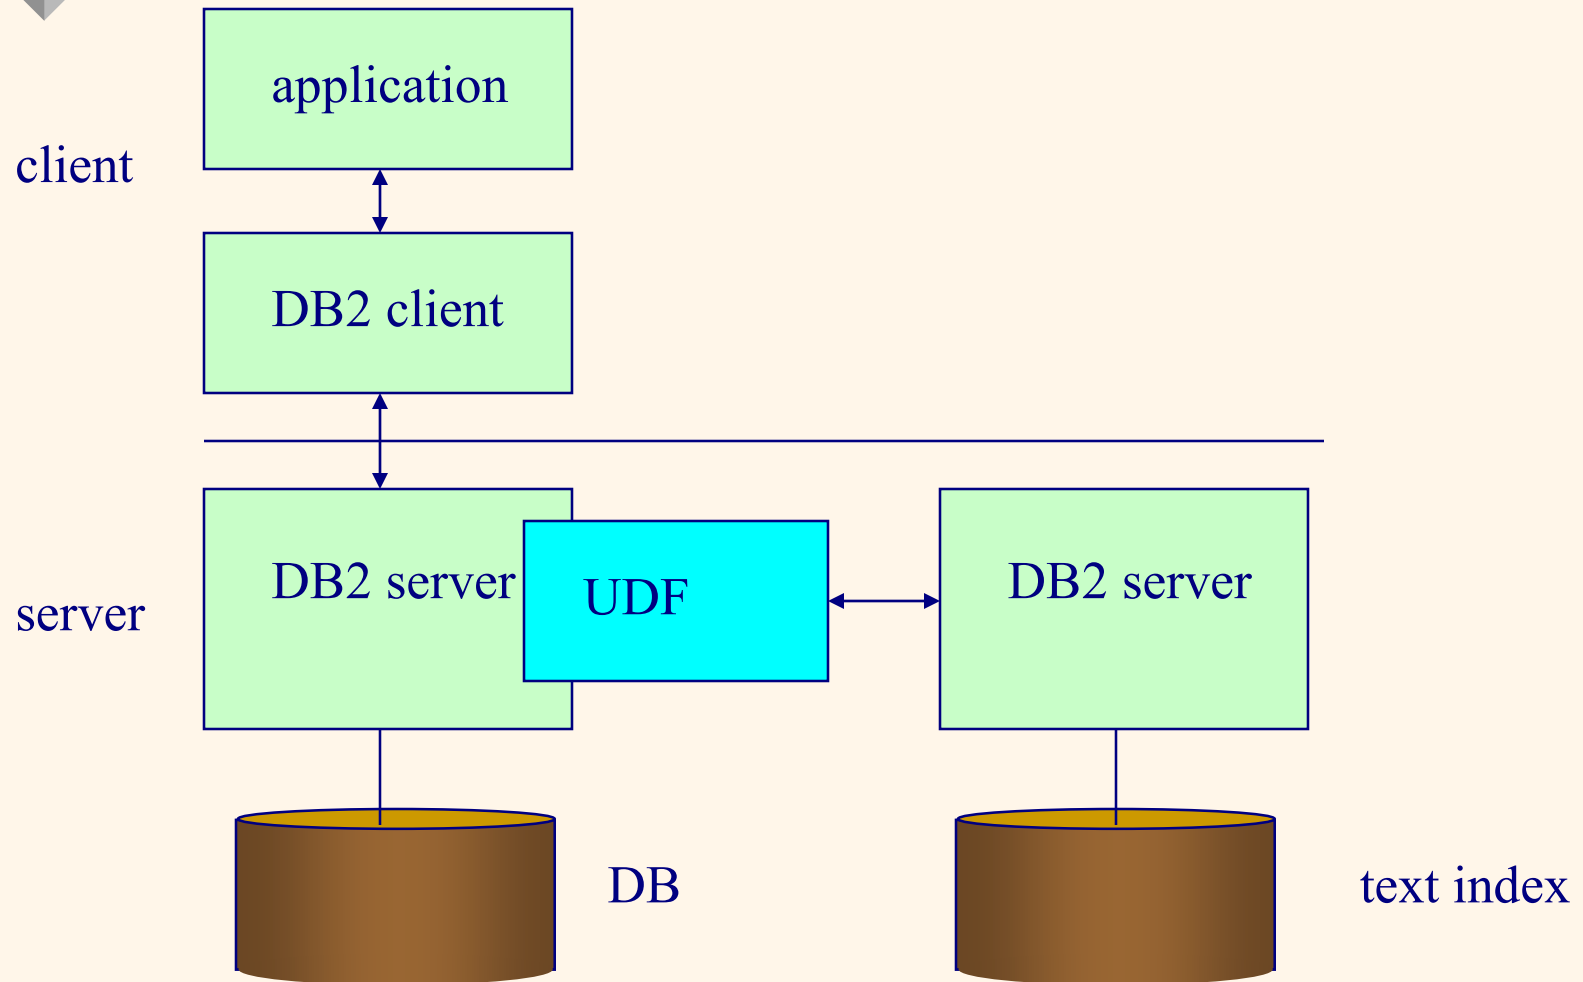 application
client
DB2 client
DB2 server
UDF
DB2 server
server
DB
text index